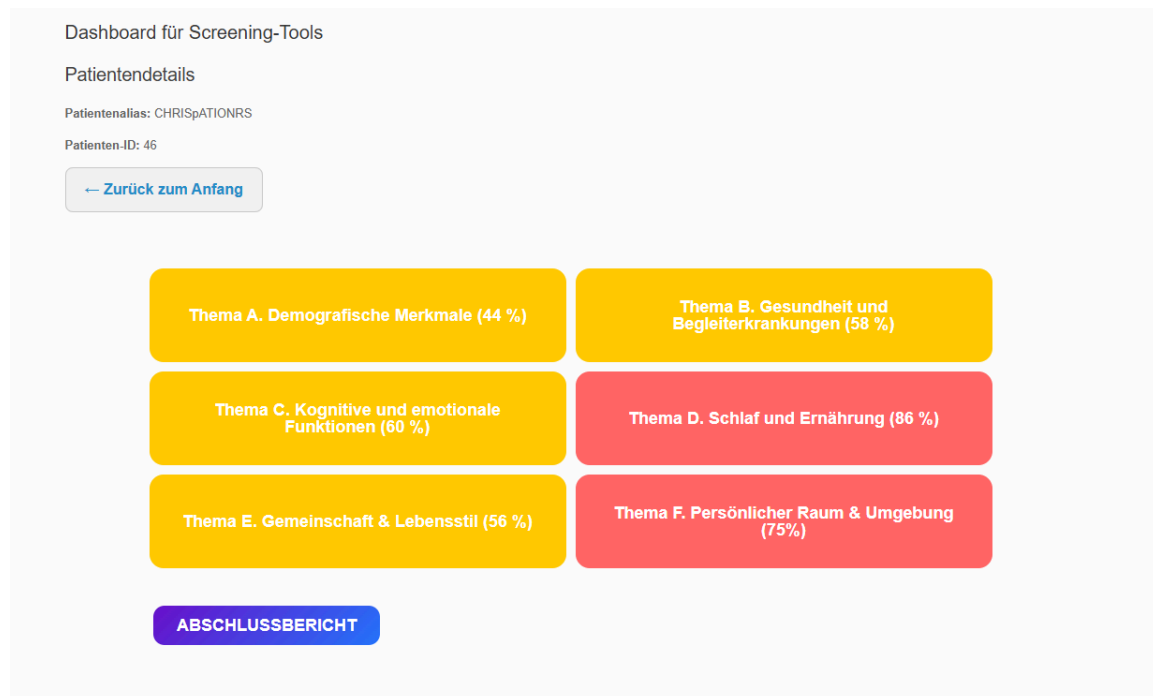 Dashboard für Screening-Tools
Patientendetails
Patientenalias: CHRISpATIONRS
Patienten-ID: 46
← Zurück zum Anfang
Thema A. Demografische Merkmale (44 %)
Thema B. Gesundheit und
Begleiterkrankungen (58 %)
Thema C. Kognitive und emotionale
Funktionen (60 %)
Thema D. Schlaf und Ernährung (86 %)
Thema E. Gemeinschaft & Lebensstil (56 %)
Thema F. Persönlicher Raum & Umgebung
(75%)
ABSCHLUSSBERICHT